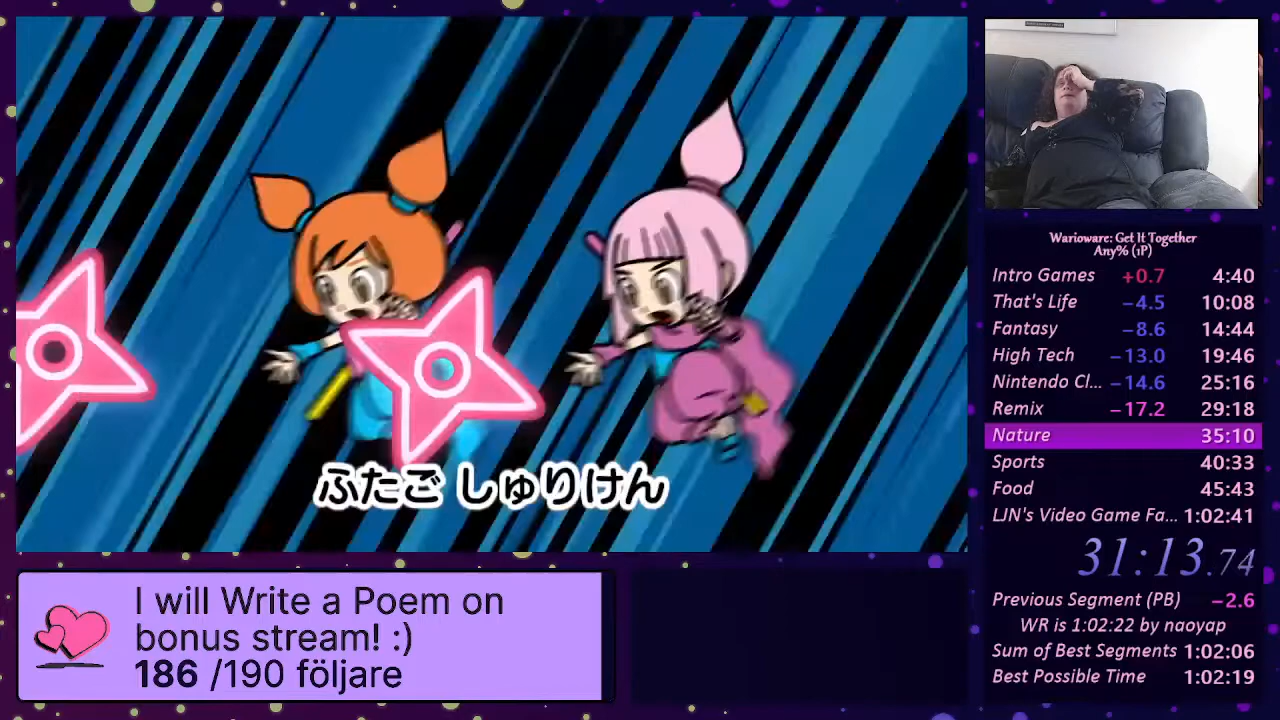 ふたご しゅりけん
I will Write a Poem on
bonus stream! :)
186 /190 följare
Warioware: Get It Together
Any% (1P)
Intro Games +0.7 4:40
That's Life −4.5 10:08
Fantasy −8.6 14:44
High Tech −13.0 19:46
Nintendo Cl... −14.6 25:16
Remix −17.2 29:18
Nature 35:10
Sports 40:33
Food 45:43
LJN's Video Game Fa... 1:02:41
31:13.74
Previous Segment (PB) −2.6
WR is 1:02:22 by naoyap
Sum of Best Segments 1:02:06
Best Possible Time 1:02:19